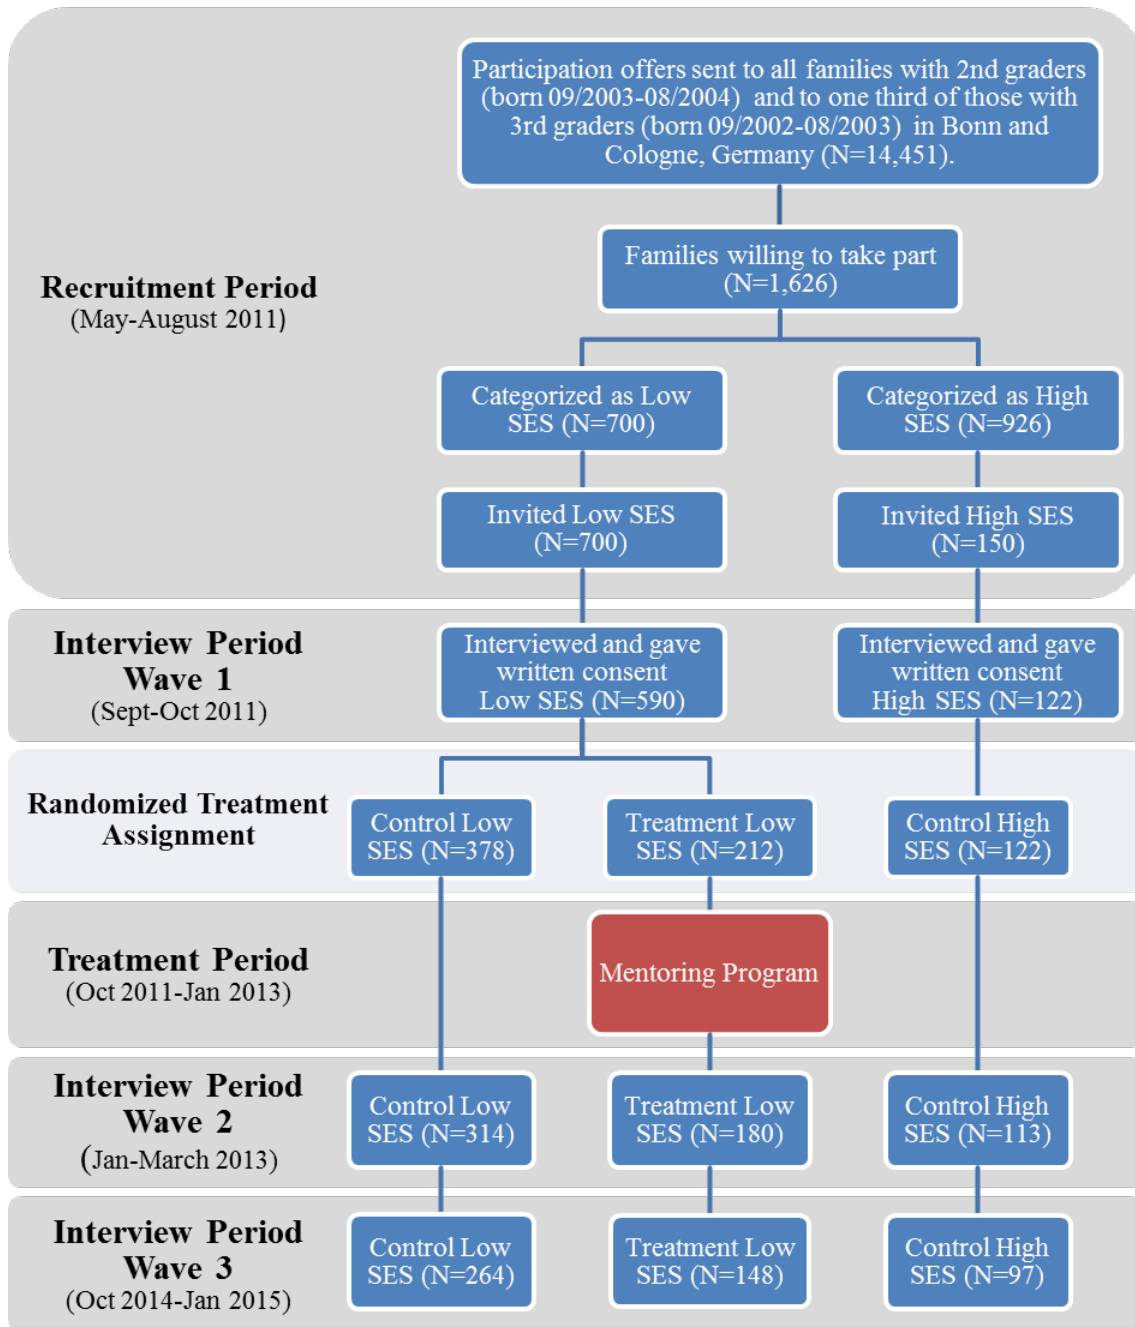 Participation offers sent to all families with 2nd graders
(born 09/2003-08/2004) and to one third of those with
3rd graders (born 09/2002-08/2003) in Bonn and
Cologne, Germany (N=14,451).
Families willing to take part
(N=1,626)
Recruitment Period
(May-August 2011)
Categorized as Low
SES (N=700)
Categorized as High
SES (N=926)
Invited Low SES
(N=700)
Invited High SES
(N=150)
Interview Period
Wave 1
(Sept-Oct 2011)
Interviewed and gave
written consent
Low SES (N=590)
Interviewed and gave
written consent
High SES (N=122)
Randomized Treatment
Assignment
Control Low
SES (N=378)
Treatment Low
SES (N=212)
Control High
SES (N=122)
Treatment Period
(Oct 2011-Jan 2013)
Mentoring Program
Interview Period
Wave 2
(Jan-March 2013)
Control Low
SES (N=314)
Treatment Low
SES (N=180)
Control High
SES (N=113)
Interview Period
Wave 3
(Oct 2014-Jan 2015)
Control Low
SES (N=264)
Treatment Low
SES (N=148)
Control High
SES (N=97)